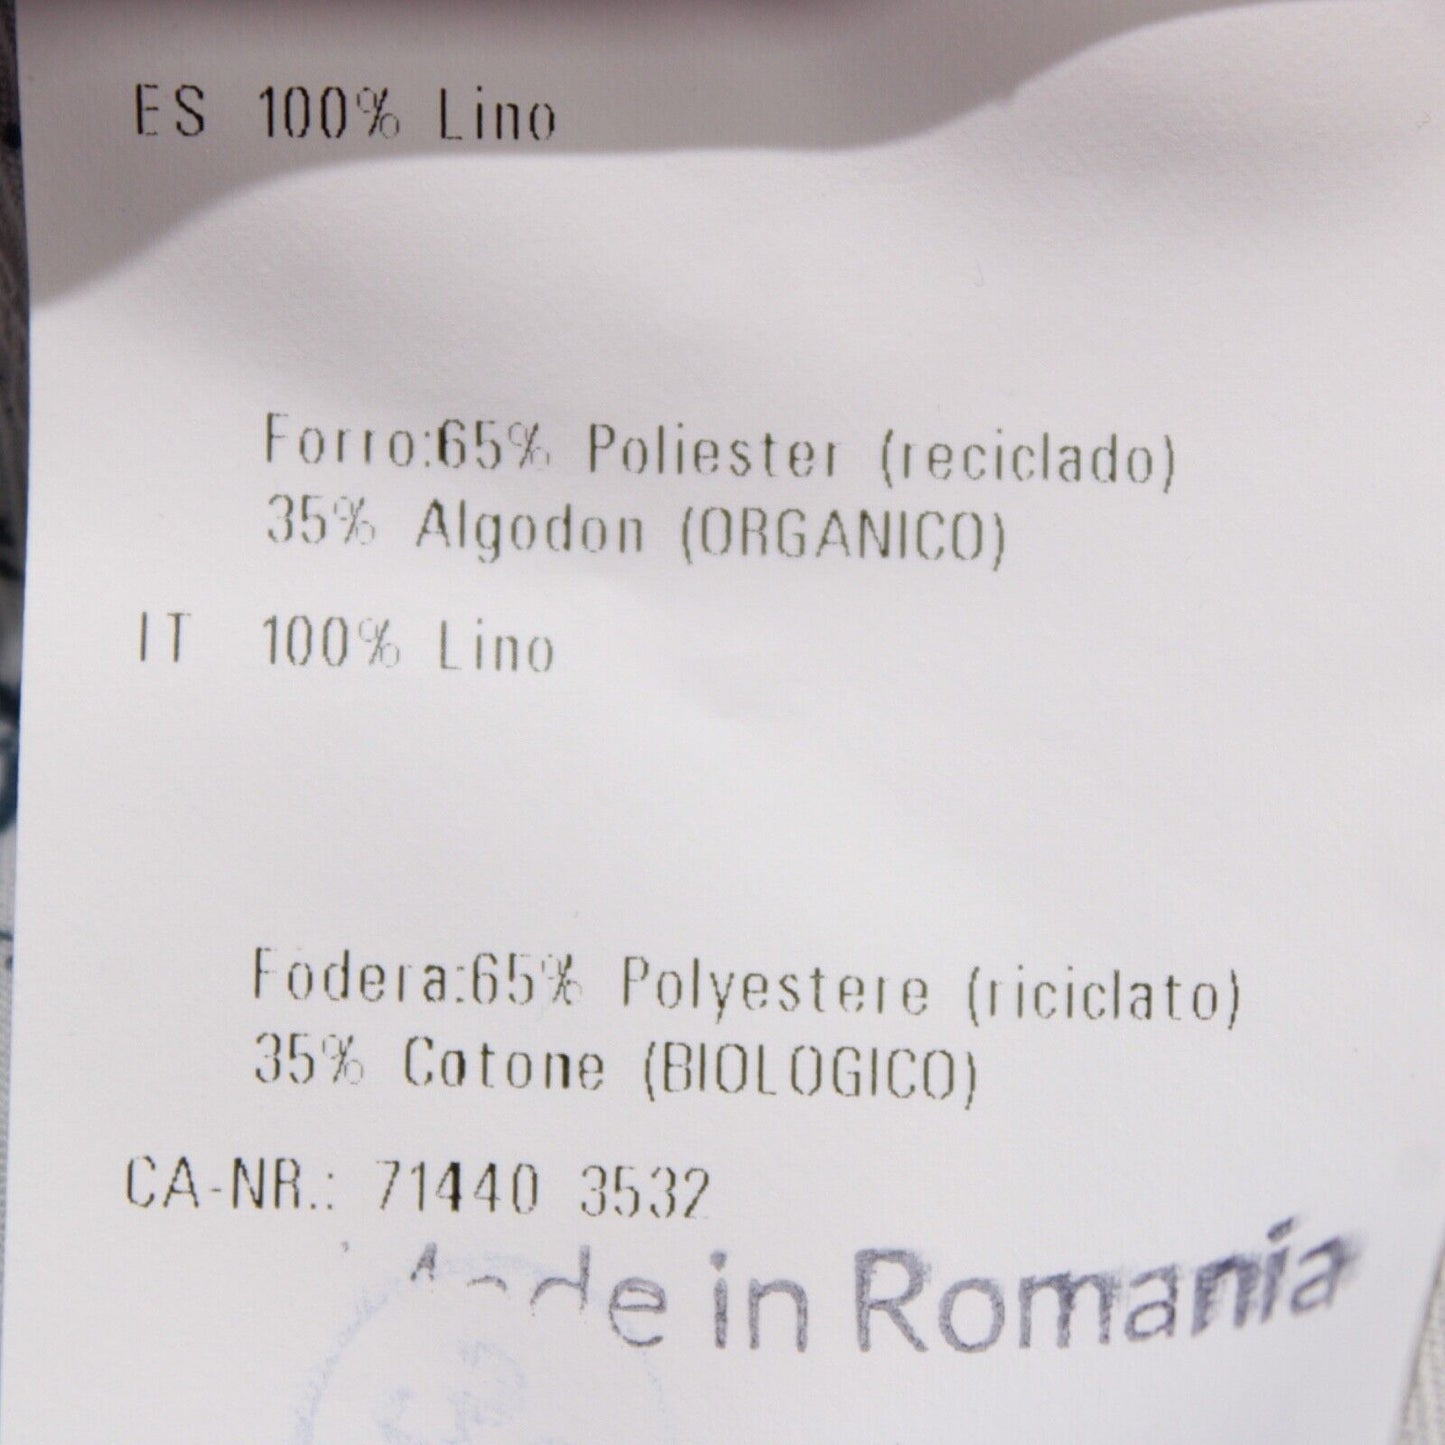 ES 100% Lino
Forro:65% Poliester (reciclado)
35% Algodon (ORGANICO)
IT 100% Lino
Fodera:65% Polyestere (riciclato)
35% Cotone (BIOLOGICO)
CA-NR.: 71440 3532
Made in Romania